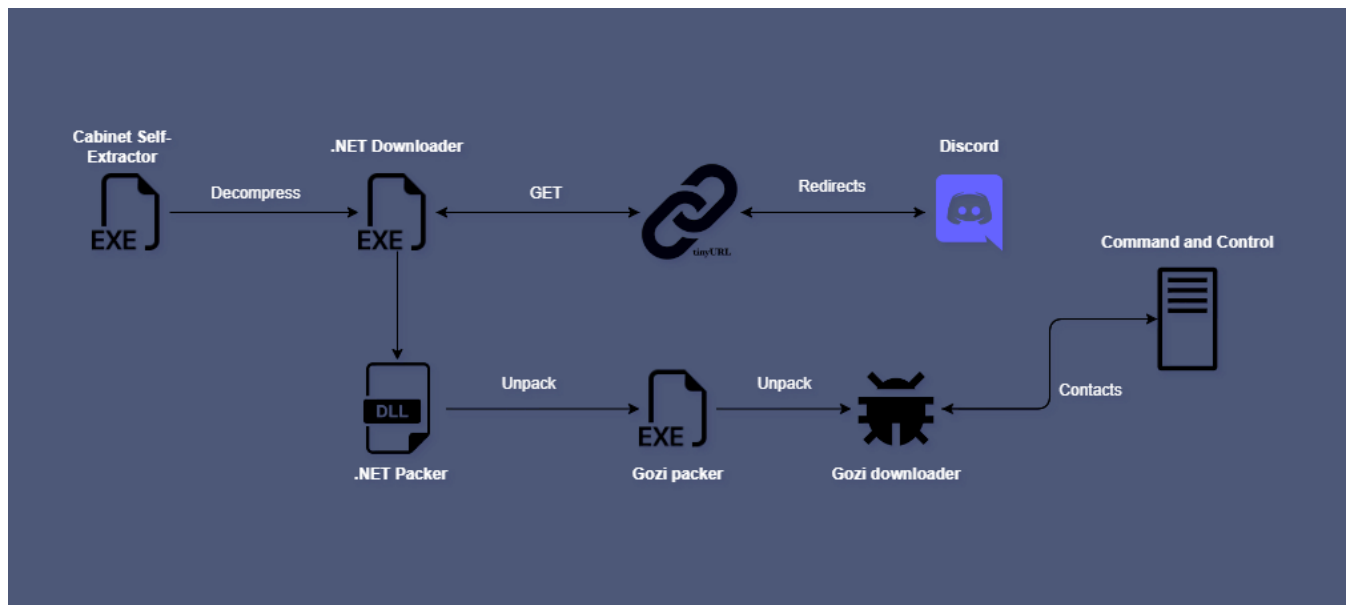 Cabinet Self-
Extractor
EXE
Decompress
.NET Downloader
EXE
GET
tinyURL
Redirects
Discord
Command and Control
DLL
.NET Packer
Unpack
EXE
Gozi packer
Unpack
Gozi downloader
Contacts